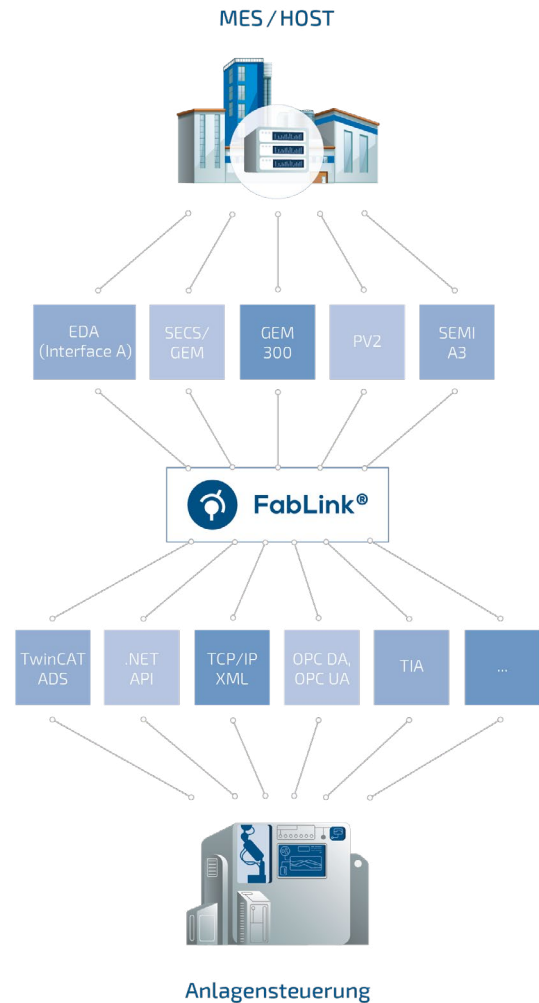 MES / HOST
EDA
(Interface A)
SECS/
GEM
GEM
300
PV2
SEMI
A3
FabLink®
TwinCAT
ADS
.NET
API
TCP/IP
XML
OPC DA,
OPC UA
TIA
...
Anlagensteuerung